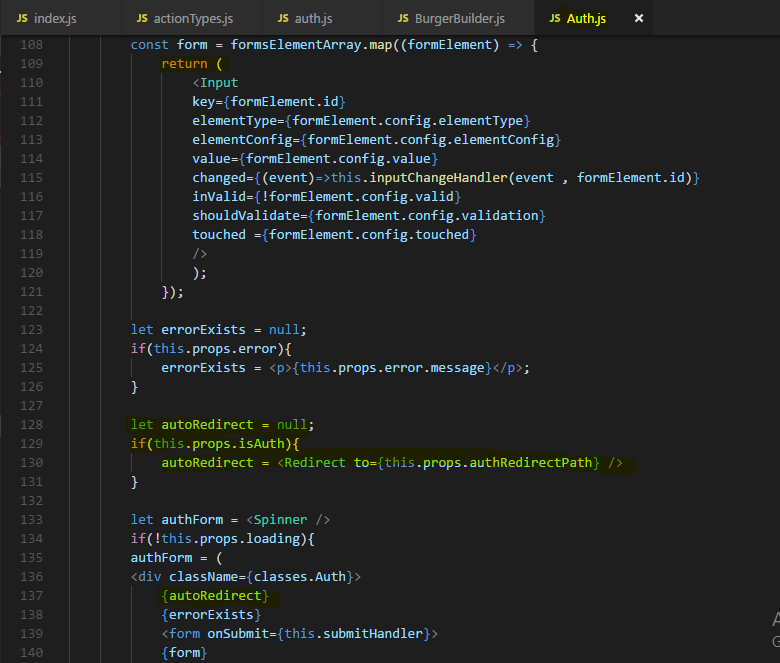 JS index.js JS actionTypes.js JS auth.js JS BurgerBuilder.js JS Auth.js ×
108 const form = formsElementArray.map((formElement) => {
109 return (
110 <Input
111 key={formElement.id}
112 elementType={formElement.config.elementType}
113 elementConfig={formElement.config.elementConfig}
114 value={formElement.config.value}
115 changed={(event)=>this.inputChangeHandler(event , formElement.id)}
116 inValid={!formElement.config.valid}
117 shouldValidate={formElement.config.validation}
118 touched ={formElement.config.touched}
119 />
120 );
121 });
122
123 let errorExists = null;
124 if(this.props.error){
125 errorExists = <p>{this.props.error.message}</p>;
126 }
127
128 let autoRedirect = null;
129 if(this.props.isAuth){
130 autoRedirect = <Redirect to={this.props.authRedirectPath} />
131 }
132
133 let authForm = <Spinner />
134 if(!this.props.loading){
135 authForm = (
136 <div className={classes.Auth}>
137 {autoRedirect}
138 {errorExists}
139 <form onSubmit={this.submitHandler}>
140 {form}